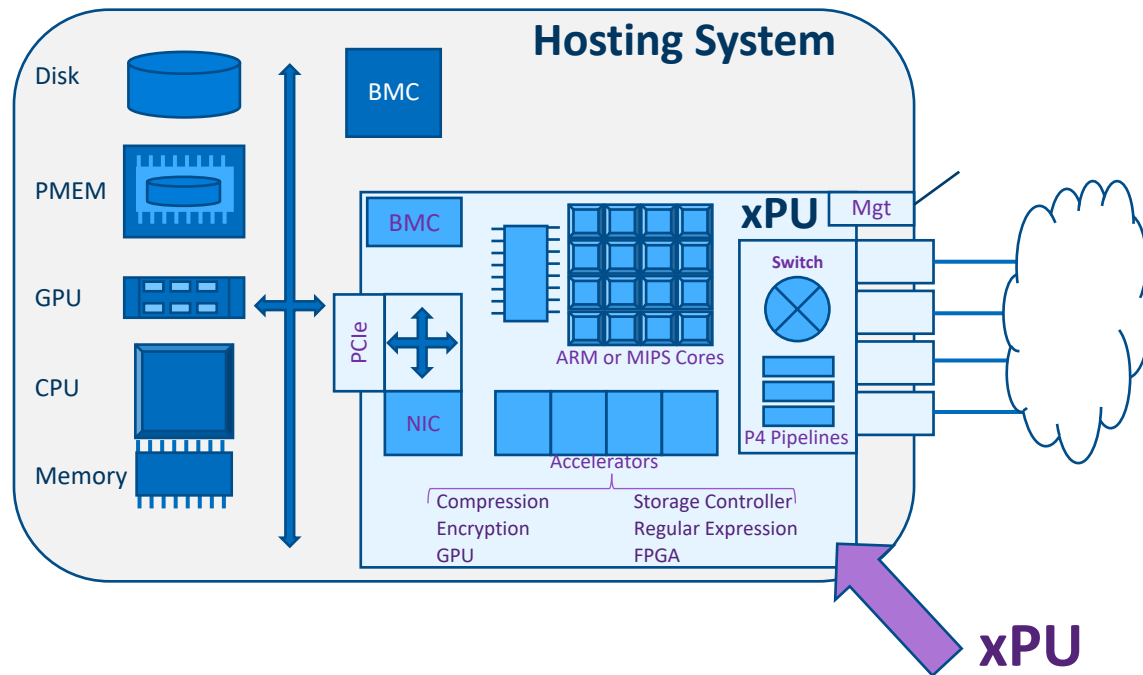 Hosting System
Disk
BMC
PMEM
GPU
CPU
Memory
xPU
Mgt
BMC
Switch
PCIe
ARM or MIPS Cores
NIC
P4 Pipelines
Accelerators
Compression
Encryption
GPU
Storage Controller
Regular Expression
FPGA
xPU